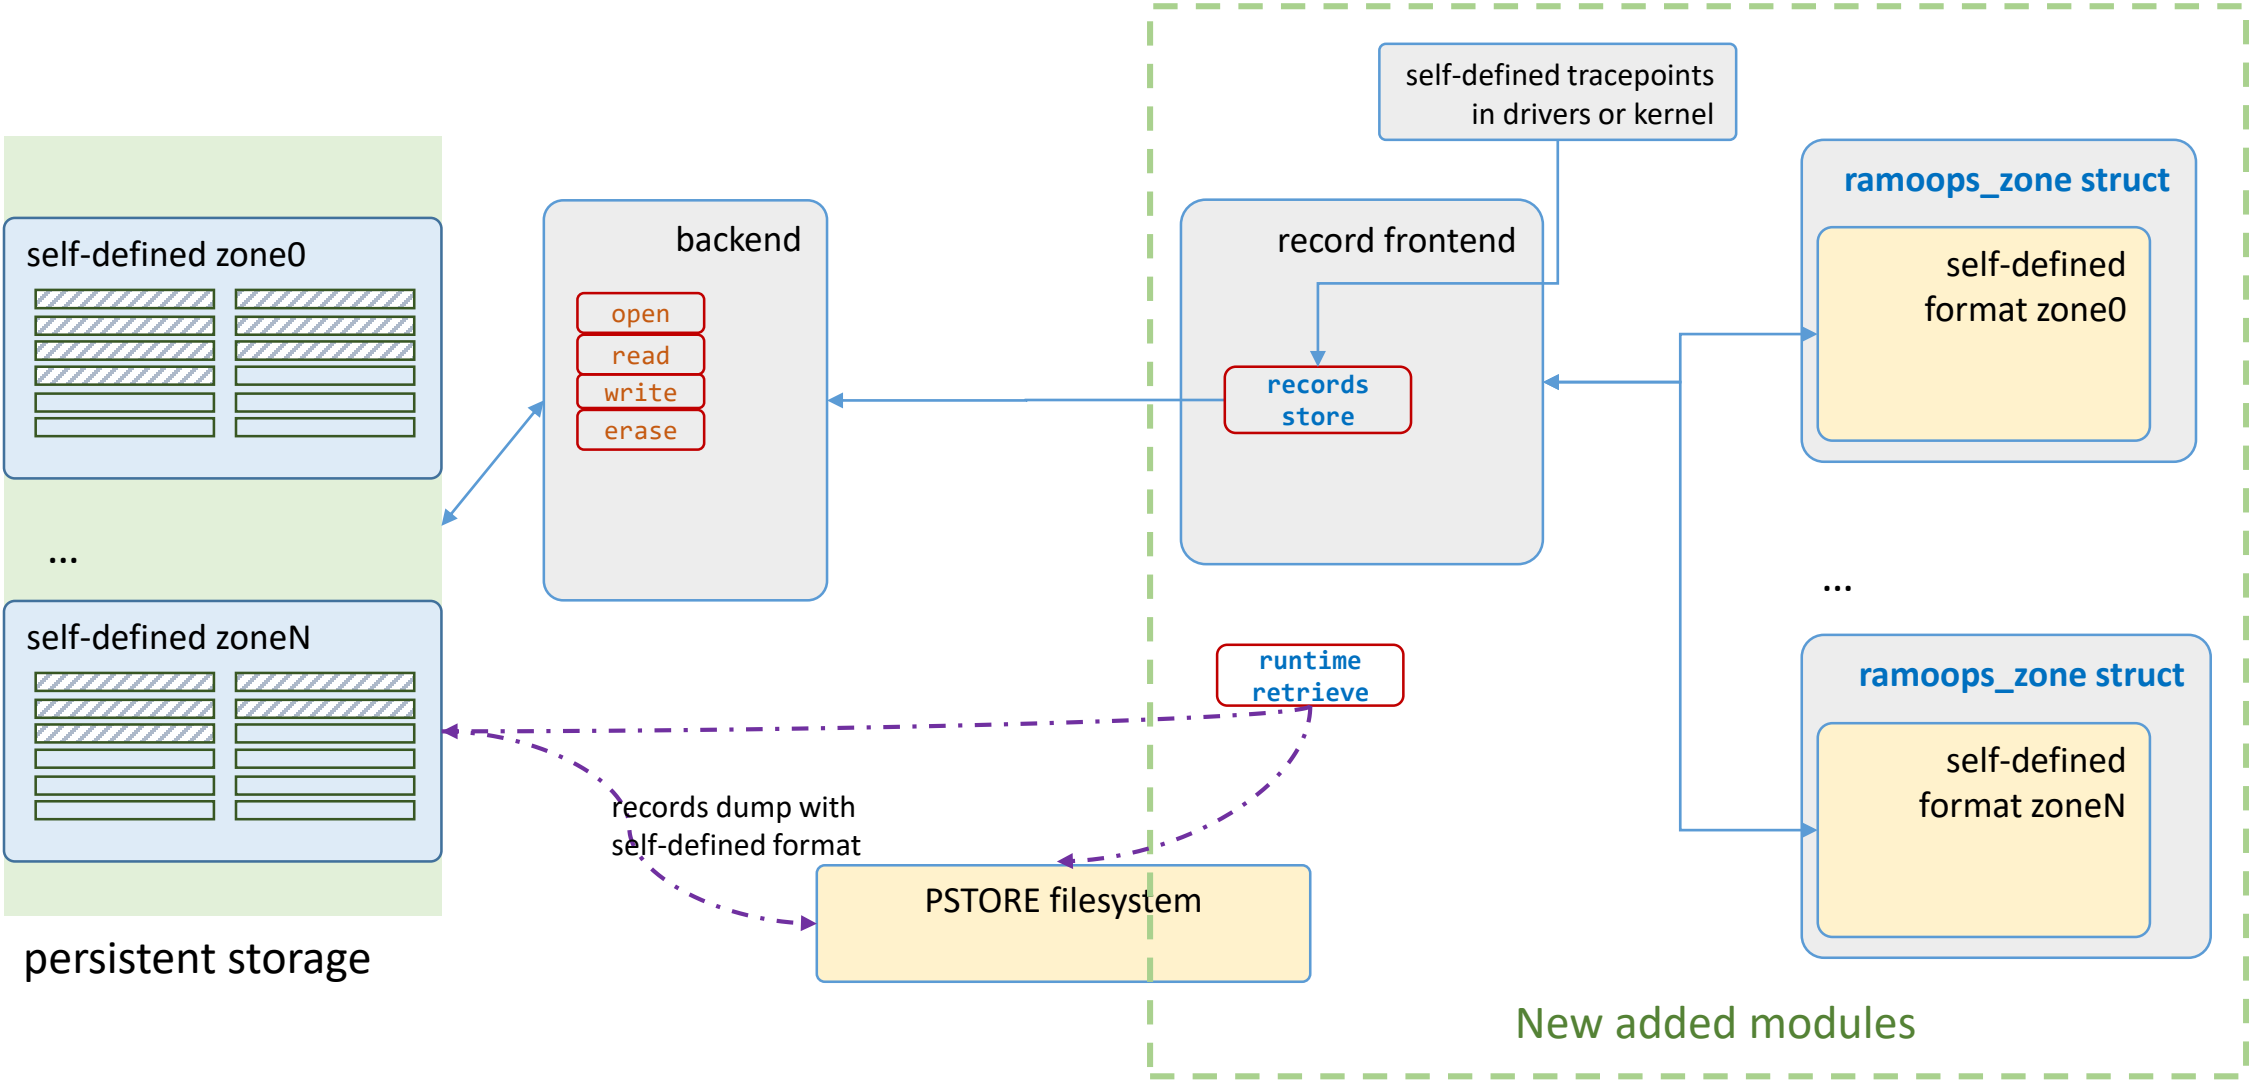 self-defined tracepoints
in drivers or kernel
ramoops_zone struct
self-defined
format zone0
record frontend
records
store
backend
open
read
write
erase
self-defined zone0
...
self-defined zoneN
...
runtime
retrieve
ramoops_zone struct
self-defined
format zoneN
records dump with
self-defined format
PSTORE filesystem
persistent storage
New added modules